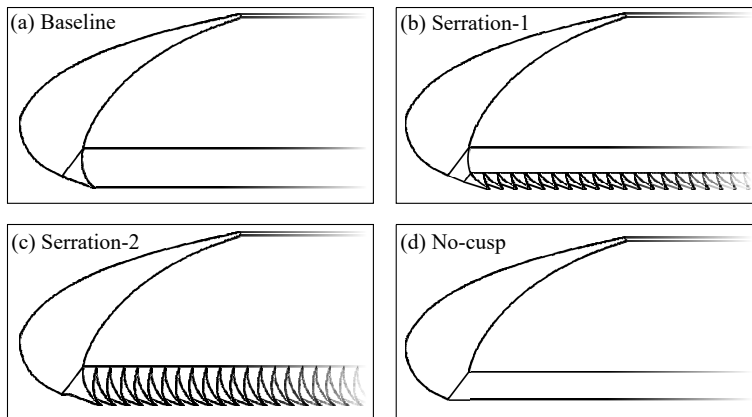 (a) Baseline
(b) Serration-1
(c) Serration-2
(d) No-cusp